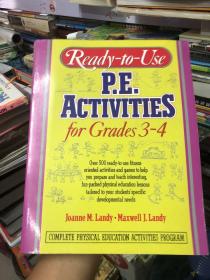 Ready-to-Use
P.E.
ACTIVITIES
for Grades 3-4
Over 500 ready-to-use fitness
oriented activities and games to help
you prepare and teach interesting,
fun-packed physical education lessons
tailored to your students' specific
developmental needs
Joanne M. Landy • Maxwell J. Landy
COMPLETE PHYSICAL EDUCATION ACTIVITIES PROGRAM